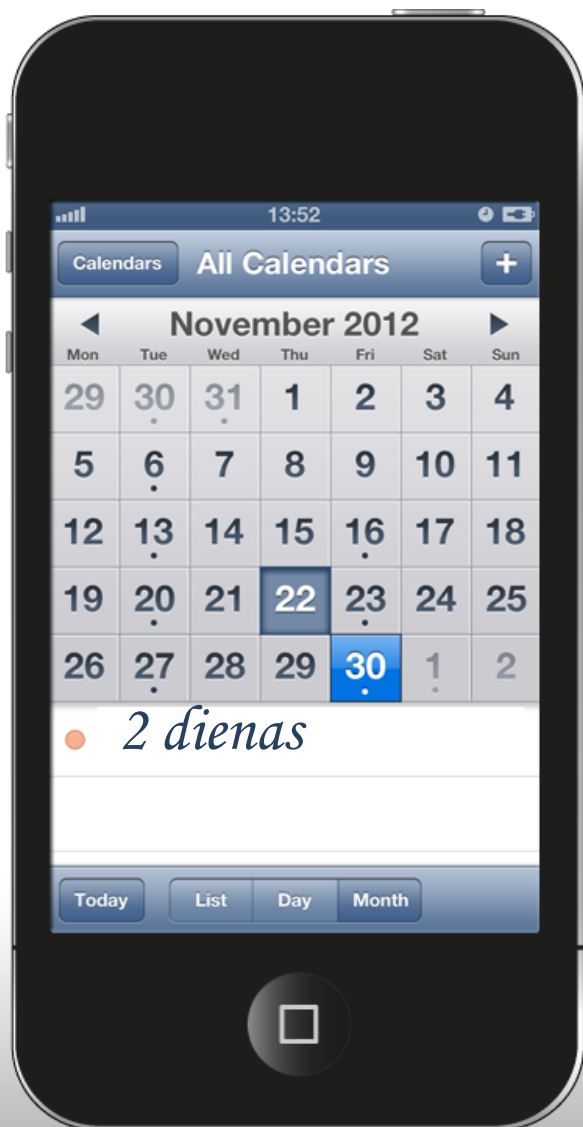 13:52
Calendars All Calendars +
November 2012
Mon Tue Wed Thu Fri Sat Sun
29 30 31 1 2 3 4
5 6 7 8 9 10 11
12 13 14 15 16 17 18
19 20 21 22 23 24 25
26 27 28 29 30 1 2
2 dienas
Today List Day Month